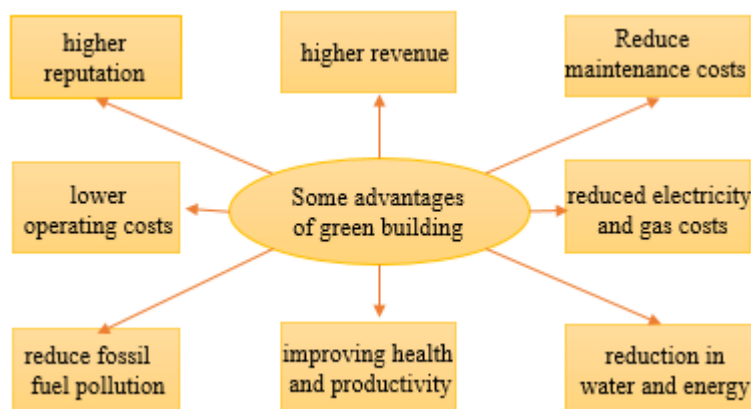 higher
reputation
higher revenue
Reduce
maintenance costs
lower
operating costs
Some advantages
of green building
reduced electricity
and gas costs
reduce fossil
fuel pollution
improving health
and productivity
reduction in
water and energy